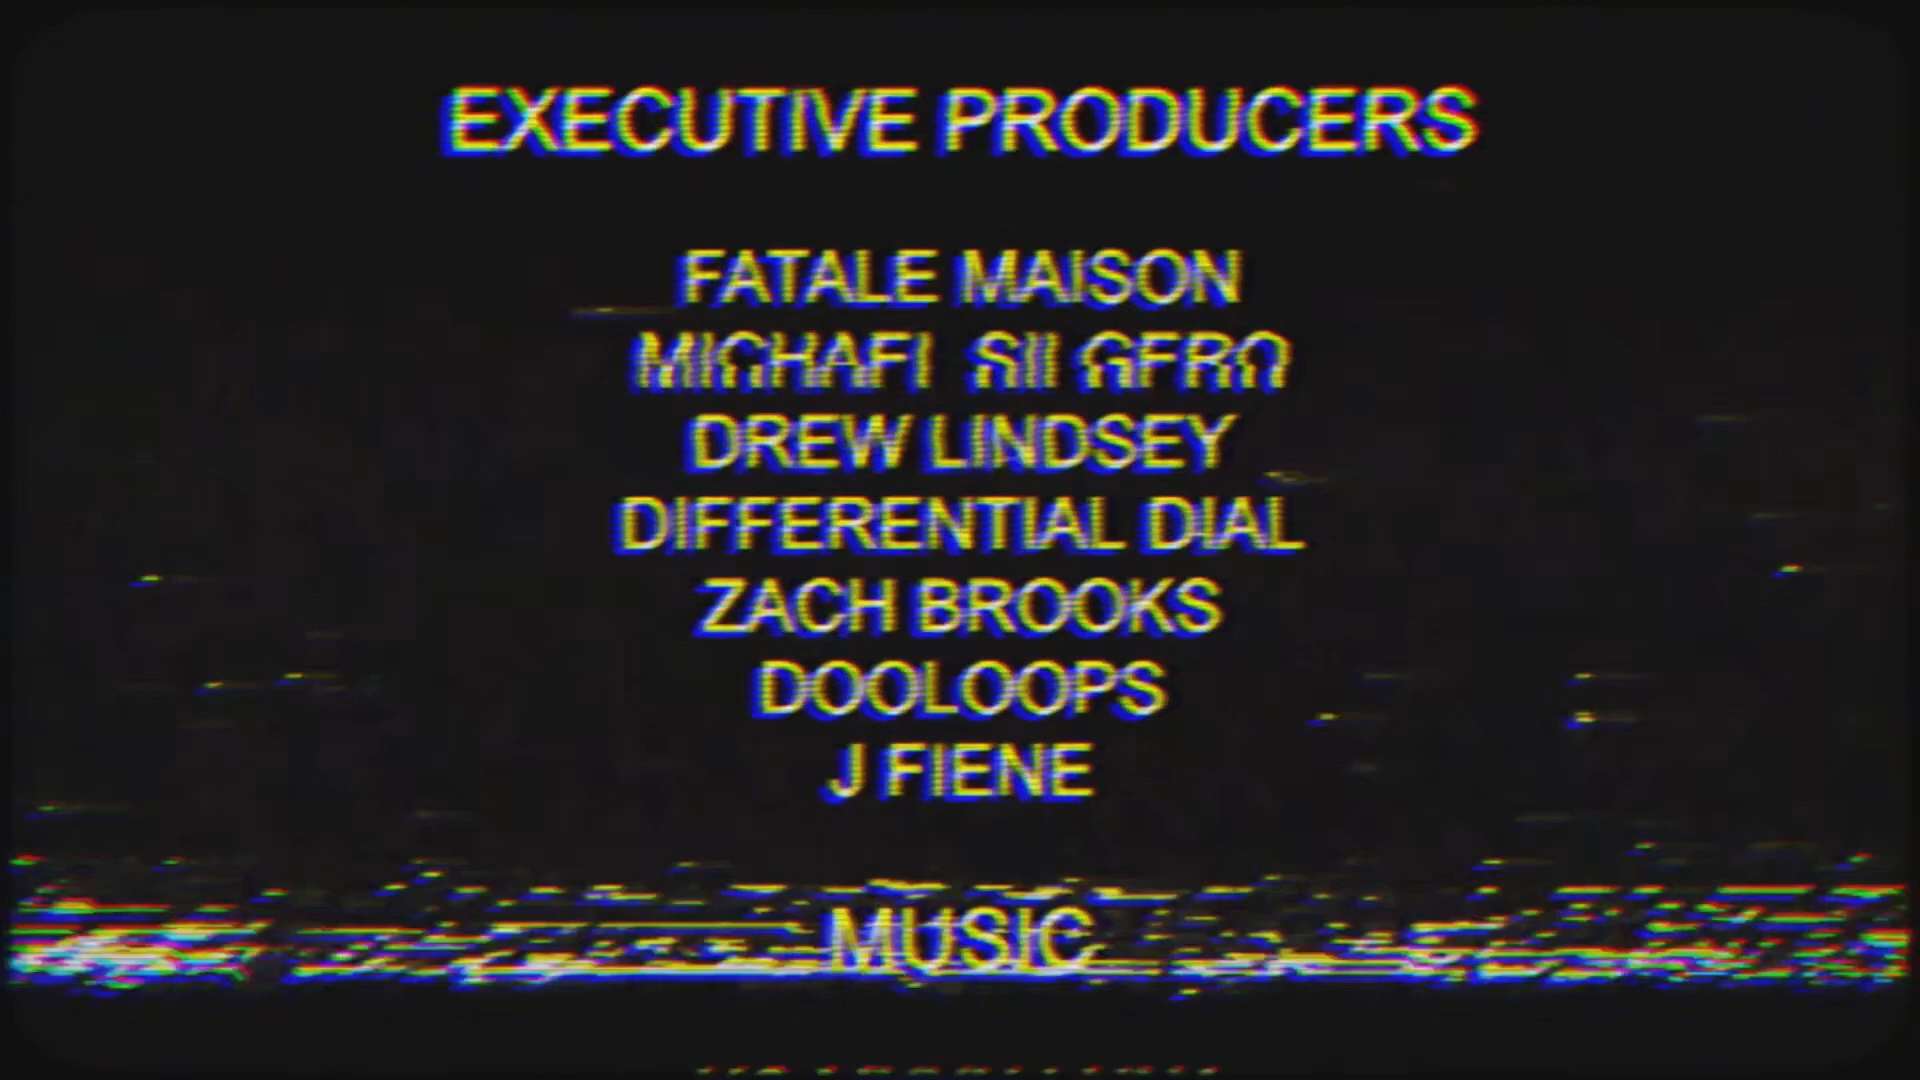 EXECUTIVE PRODUCERS
FATALE MAISON
DREW LINDSEY
DIFFERENTIAL DIAL
ZACH BROOKS
DOOLOOPS
J FIENE
MUSIC